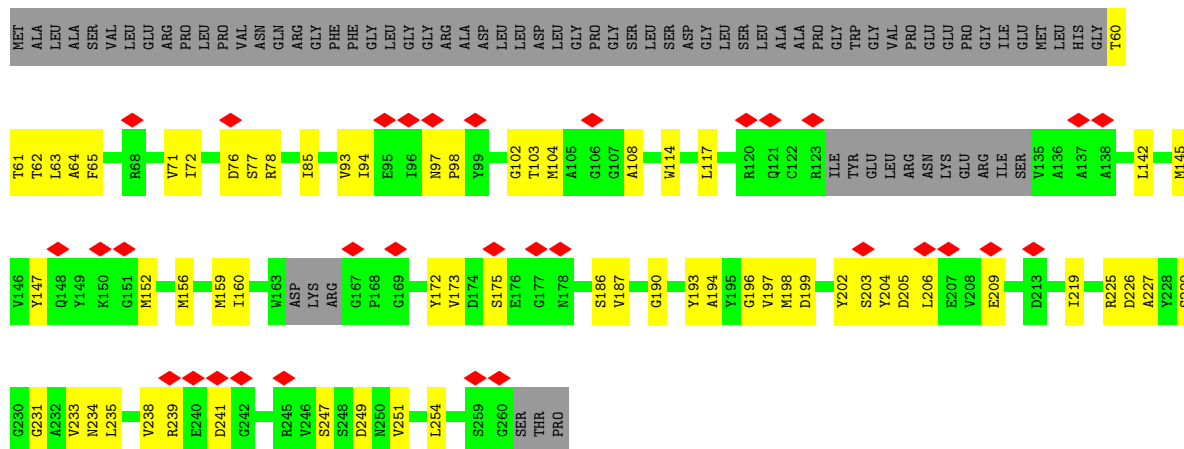 MET ALA LEU ALA SER VAL LEU GLU ARG PRO LEU PRO VAL ASN GLN ARG GLY PHE PHE GLY LEU GLY GLY ARG ALA ASP LEU LEU ASP LEU GLY PRO GLY SER LEU SER ASP GLY LEU SER LEU ALA ALA PRO GLY TRP GLY VAL PRO GLU GLU PRO GLY ILE GLU MET LEU HIS GLY T60
T61 T62 L63 A64 F65 R68 V71 I72 D76 S77 R78 I85 V93 I94 E95 I96 N97 P98 Y99 G102 T103 M104 A105 G106 G107 A108 W114 L117 R120 Q121 C122 R123 ILE TYR GLU LEU ARG ASN LYS GLU ARG ILE SER V135 A136 A137 A138 L142 M145
V146 Y147 Q148 Y149 K150 G151 M152 M156 M159 I160 W163 ASP LYS ARG G167 P168 G169 Y172 V173 D174 S175 E176 G177 N178 S186 V187 G190 Y193 A194 Y195 G196 V197 M198 D199 Y202 S203 Y204 D205 L206 E207 V208 E209 D213 I219 R225 D226 A227 Y228
G230 G231 A232 V233 N234 L235 V238 R239 E240 D241 G242 R245 V246 S247 S248 D249 N250 V251 L254 S259 G260 SER THR PRO